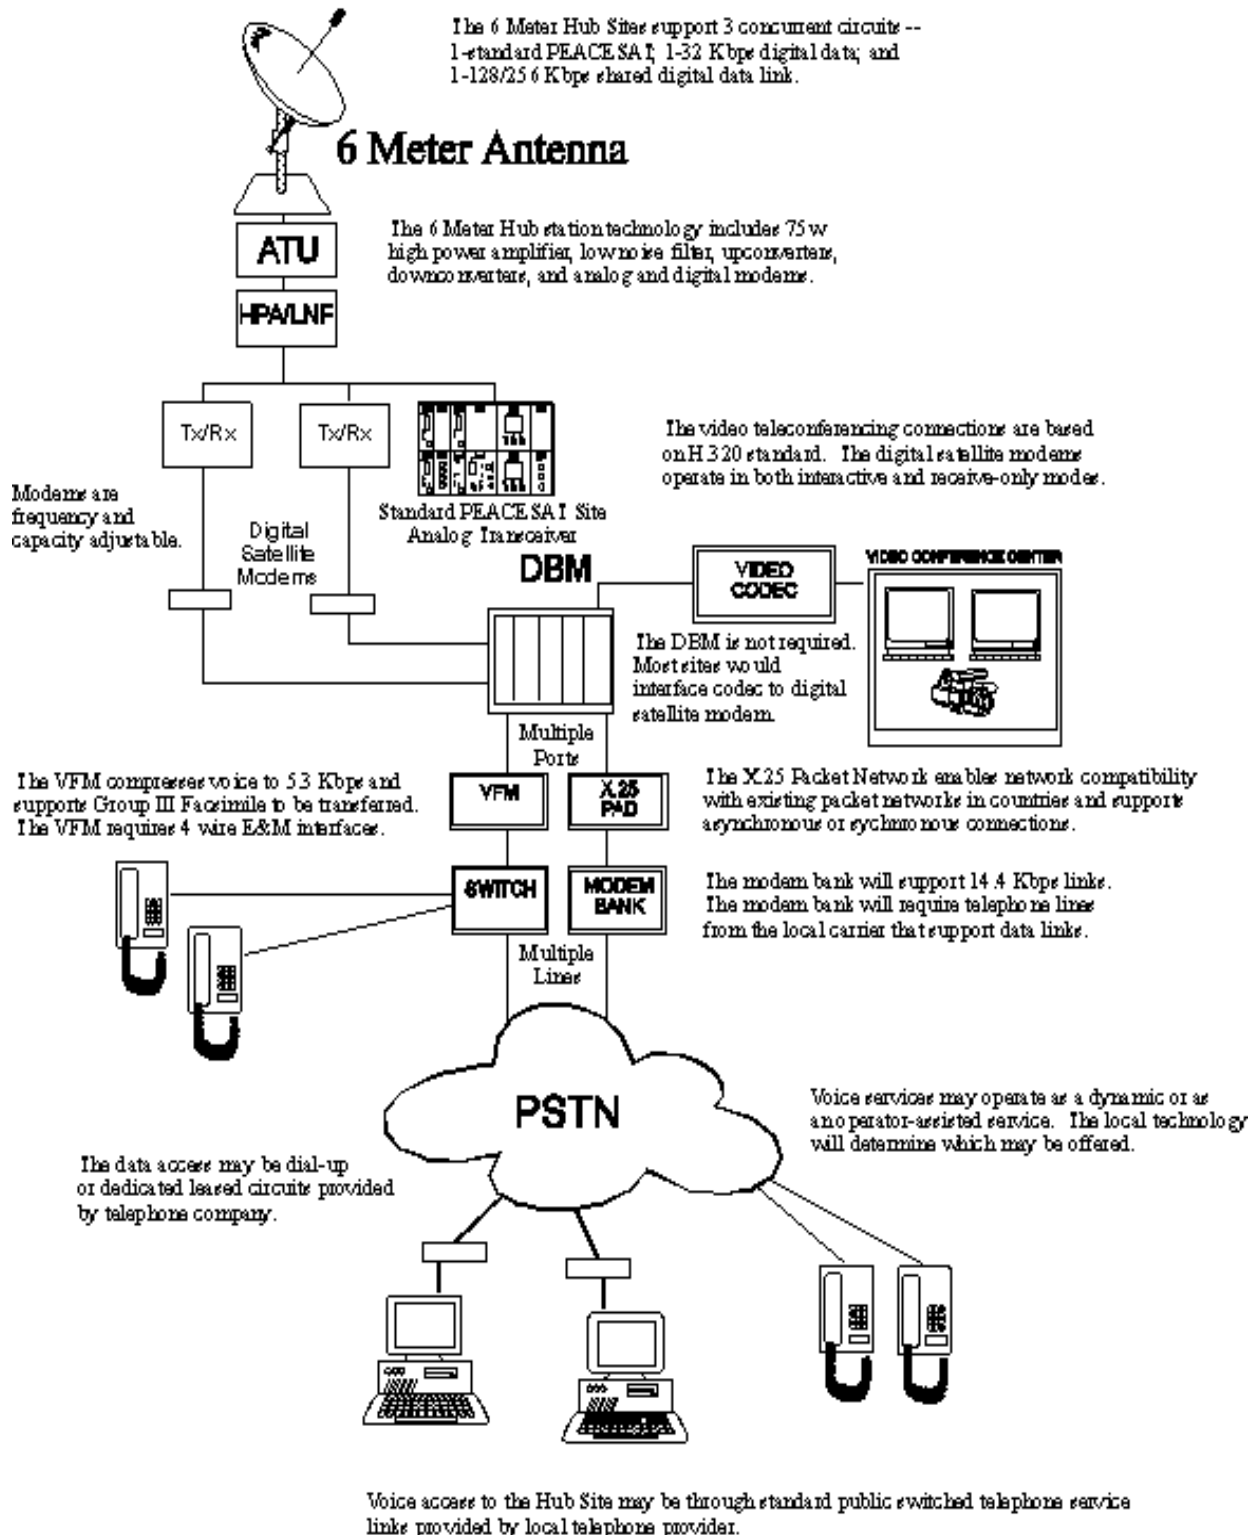 The 6 Meter Hub Sites support 3 concurrent circuits --
1-standard PEACESAT; 1-32 Kbps digital data; and
1-128/256 Kbps shared digital data link.
6 Meter Antenna
ATU
The 6 Meter Hub station technology includes 75w
high power amplifier, low noise filter, upconverters,
downconverters, and analog and digital modems.
HPA/LNF
Tx/Rx
Tx/Rx
The video teleconferencing connections are based
on H.320 standard. The digital satellite modems
operate in both interactive and receive-only modes.
Modems are
frequency and
capacity adjustable.
Digital
Satellite
Modems
Standard PEACESAT Site
Analog Transceiver
DBM
VIDEO
CODEC
VIDEO CONFERENCE CENTER
The DBM is not required.
Most sites would
interface codec to digital
satellite modem.
Multiple
Ports
The VFM compresses voice to 5.3 Kbps and
supports Group III Facsimile to be transferred.
The VFM requires 4 wire E&M interfaces.
VFM
X.25
PAD
The X.25 Packet Network enables network compatibility
with existing packet networks in countries and supports
asynchronous or sychronous connections.
SWITCH
MODEM
BANK
The modem bank will support 14.4 Kbps links.
The modem bank will require telephone lines
from the local carrier that support data links.
Multiple
Lines
PSTN
Voice services may operate as a dynamic or as
an operator-assisted service. The local technology
will determine which may be offered.
The data access may be dial-up
or dedicated leased circuits provided
by telephone company.
Voice access to the Hub Site may be through standard public switched telephone service
links provided by local telephone provider.